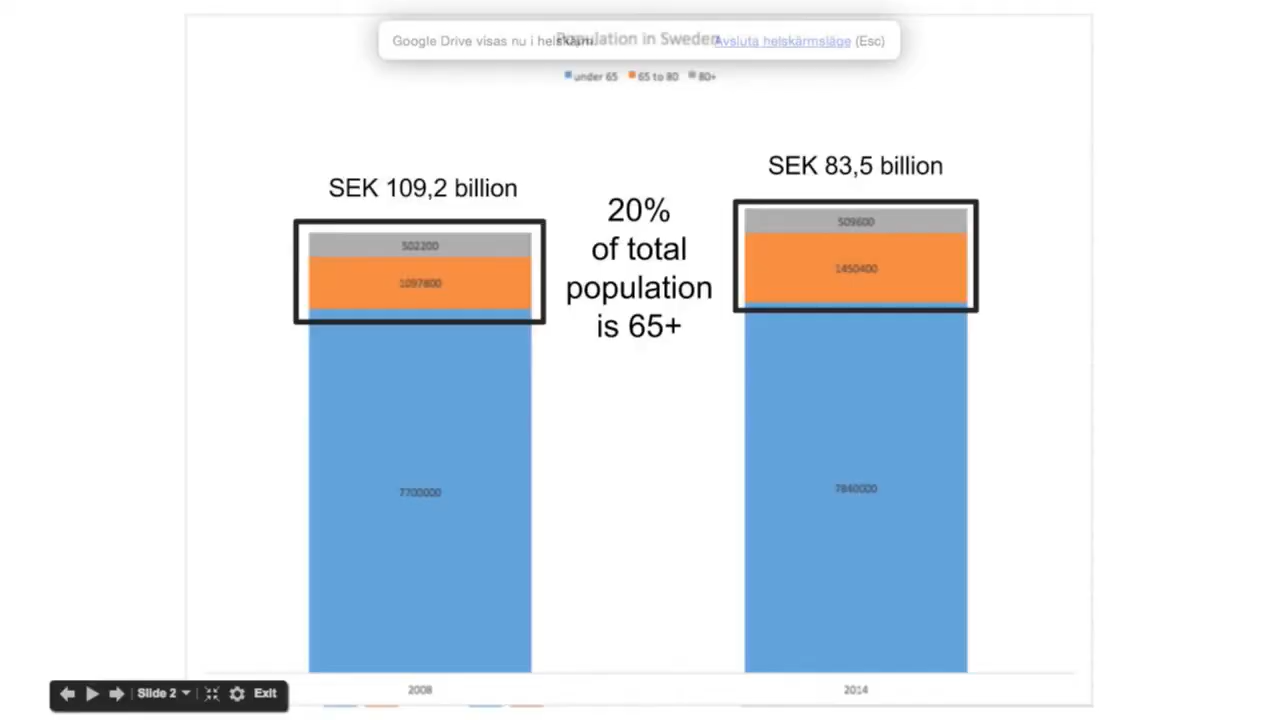 Google Drive visas nu i helskärm.
Population in Sweden
Avsluta helskärmsläge (Esc)
under 65 65 to 80 80+
SEK 109,2 billion
SEK 83,5 billion
20%
of total
population
is 65+
502200
1097800
7700000
509600
1450400
7840000
2008
2014
Slide 2
Exit